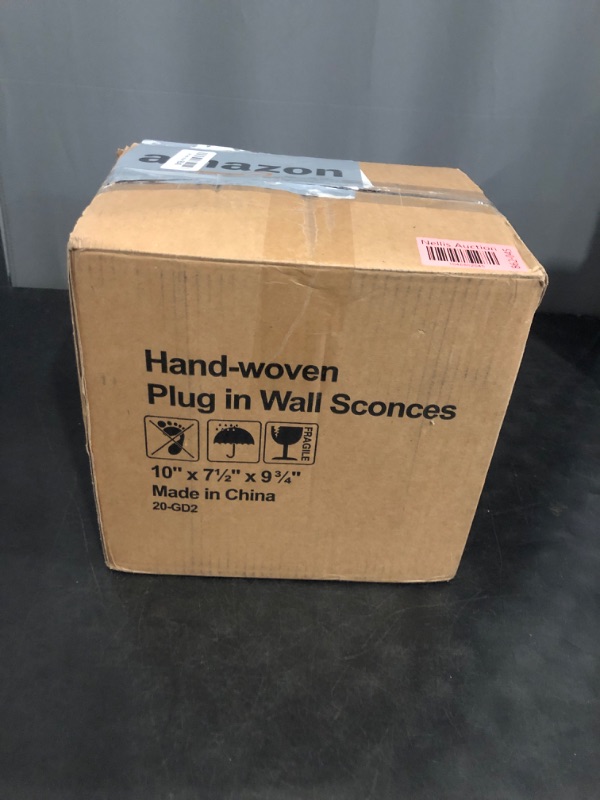 amazon
Nellis Auction
Hand-woven
Plug in Wall Sconces
FRAGILE
10" x 7½" x 9¾"
Made in China
20-GD2